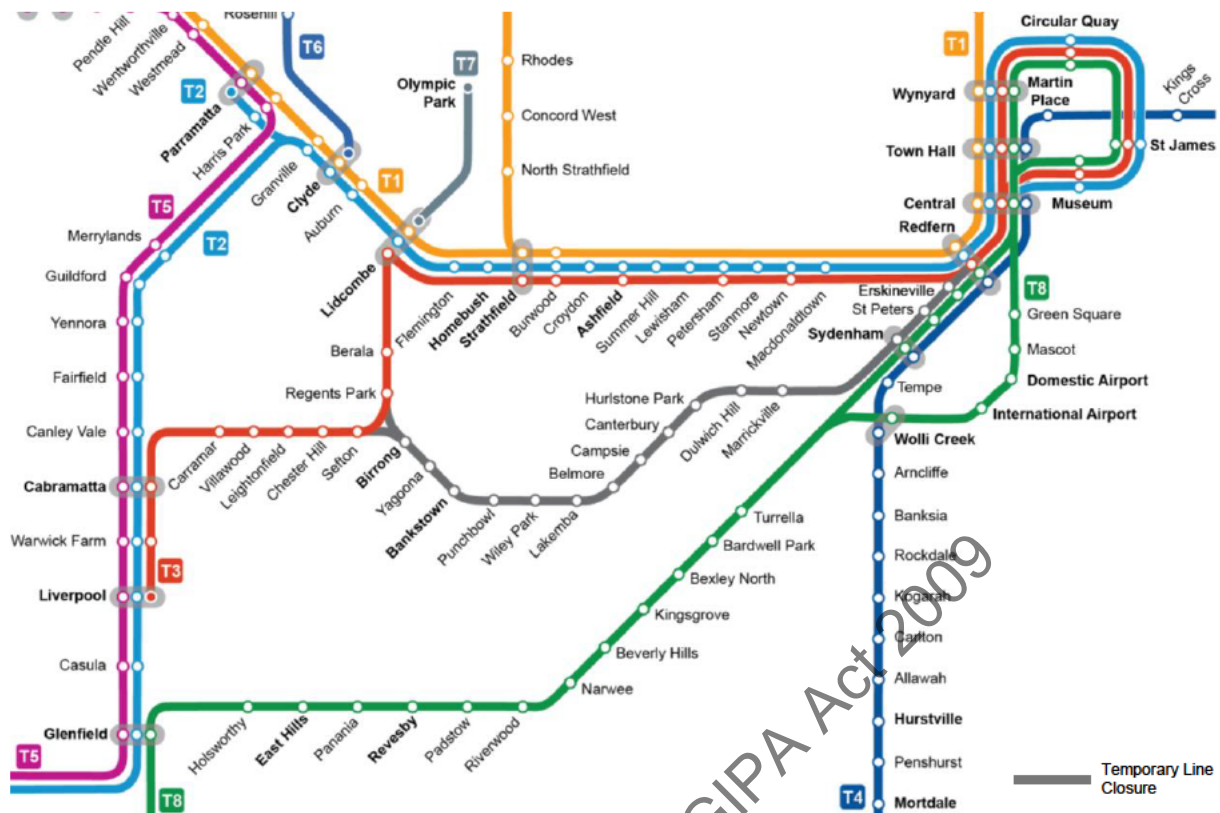 Pendle Hill
Wentworthville
Westmead
Rosehill
T6
T2
Parramatta
Harris Park
Granville
Clyde
Auburn
T1
Olympic
Park
T7
Rhodes
Concord West
North Strathfield
T1
Circular Quay
Wynyard
Martin
Place
Kings
Cross
Town Hall
St James
Central
Museum
Redfern
T5
T2
Merrylands
Guildford
Yennora
Fairfield
Canley Vale
Cabramatta
Warwick Farm
Liverpool
T3
Casula
Glenfield
T5
T8
Lidcombe
Flemington
Homebush
Strathfield
Burwood
Croydon
Ashfield
Summer Hill
Lewisham
Petersham
Stanmore
Newtown
Macdonaldtown
Erskineville
St Peters
Sydenham
T8
Green Square
Mascot
Domestic Airport
International Airport
Berala
Regents Park
Carramar
Villawood
Leightonfield
Chester Hill
Sefton
Birrong
Yagoona
Bankstown
Punchbowl
Wiley Park
Lakemba
Belmore
Campsie
Canterbury
Hurlstone Park
Dulwich Hill
Marrickville
Tempe
Wolli Creek
Arncliffe
Banksia
Rockdale
Kogarah
Carlton
Allawah
Hurstville
Penshurst
T4
Mortdale
Turrella
Bardwell Park
Bexley North
Kingsgrove
Beverly Hills
Narwee
Holsworthy
East Hills
Panania
Revesby
Padstow
Riverwood
GIPA Act 2009
Temporary Line
Closure